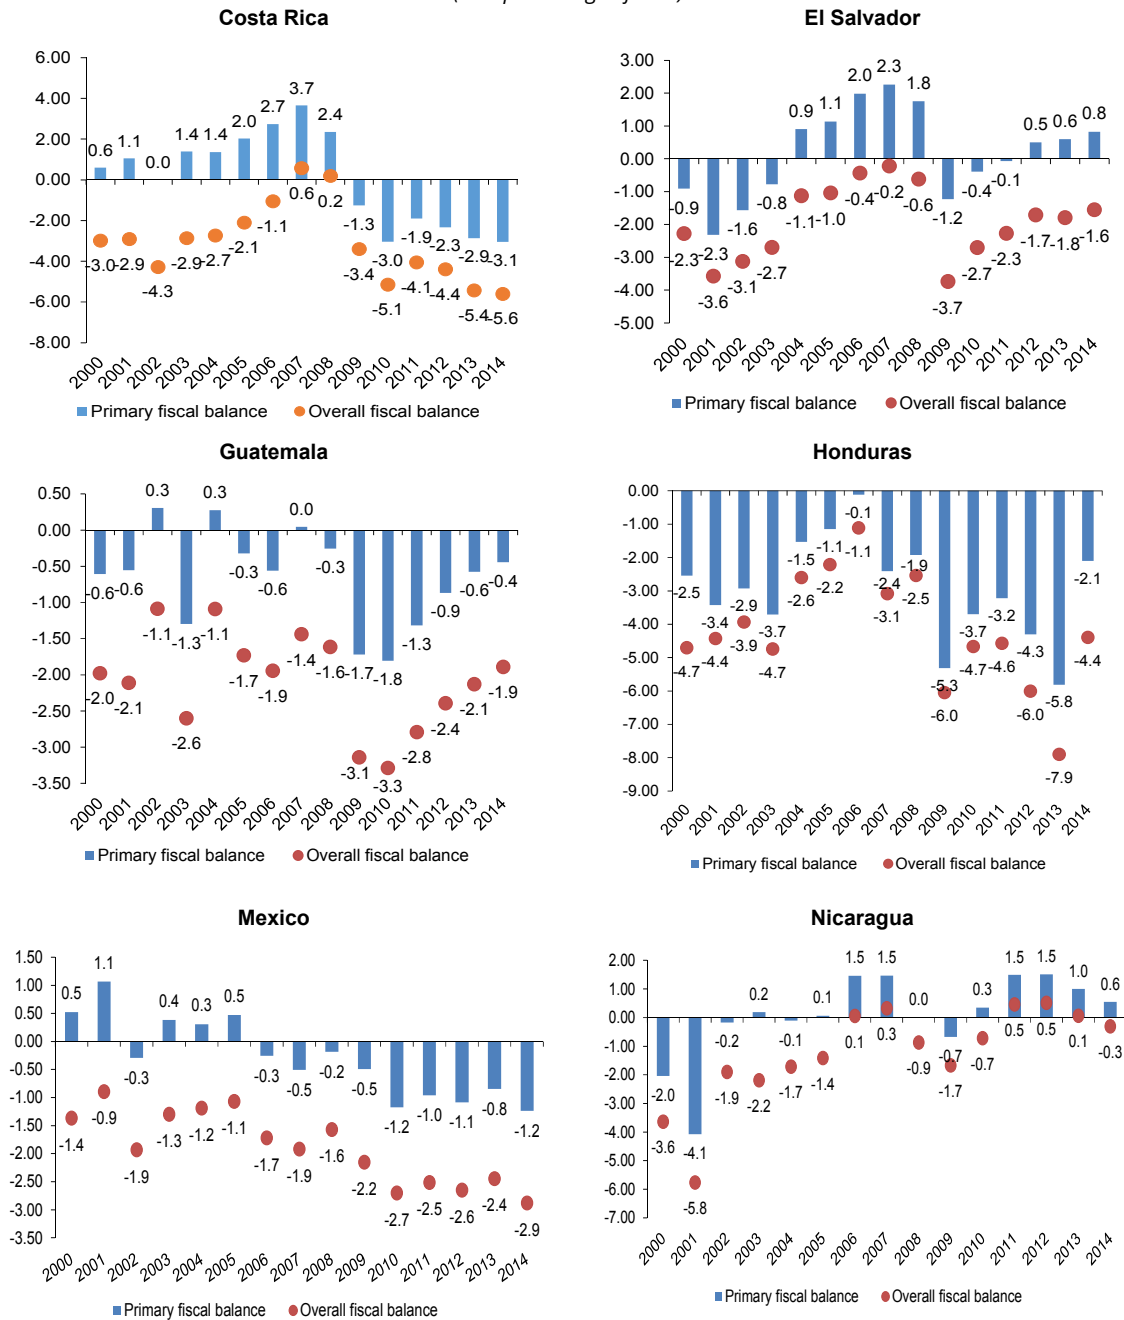 Costa Rica
6.00
4.00
2.00
0.00
-2.00
-4.00
-6.00
-8.00
0.6 1.1 0.0 1.4 1.4 2.0 2.7 3.7 2.4 -1.3 -3.0 -1.9 -2.3 -2.9 -3.1
-3.0 -2.9 -4.3 -2.9 -2.7 -2.1 -1.1 0.6 0.2 -3.4 -5.1 -4.1 -4.4 -5.4 -5.6
2000 2001 2002 2003 2004 2005 2006 2007 2008 2009 2010 2011 2012 2013 2014
Primary fiscal balance Overall fiscal balance
El Salvador
3.00
2.00
1.00
0.00
-1.00
-2.00
-3.00
-4.00
-5.00
-0.9 -2.3 -1.6 -0.8 0.9 1.1 2.0 2.3 1.8 -1.2 -0.4 -0.1 0.5 0.6 0.8
-2.3 -3.6 -3.1 -2.7 -1.1 -1.0 -0.4 -0.2 -0.6 -3.7 -2.7 -2.3 -1.7 -1.8 -1.6
2000 2001 2002 2003 2004 2005 2006 2007 2008 2009 2010 2011 2012 2013 2014
Primary fiscal balance Overall fiscal balance
Guatemala
0.50
0.00
-0.50
-1.00
-1.50
-2.00
-2.50
-3.00
-3.50
-0.6 -0.6 0.3 -1.3 0.3 -0.3 -0.6 0.0 -0.3 -1.7 -1.8 -1.3 -0.9 -0.6 -0.4
-2.0 -2.1 -1.1 -2.6 -1.1 -1.7 -1.9 -1.4 -1.6 -3.1 -3.3 -2.8 -2.4 -2.1 -1.9
2000 2001 2002 2003 2004 2005 2006 2007 2008 2009 2010 2011 2012 2013 2014
Primary fiscal balance Overall fiscal balance
Honduras
0.00
-1.00
-2.00
-3.00
-4.00
-5.00
-6.00
-7.00
-8.00
-9.00
-2.5 -3.4 -2.9 -3.7 -1.5 -1.1 -0.1 -2.4 -1.9 -5.3 -3.7 -3.2 -4.3 -5.8 -2.1
-4.7 -4.4 -3.9 -4.7 -2.6 -2.2 -1.1 -3.1 -2.5 -6.0 -4.7 -4.6 -6.0 -7.9 -4.4
2000 2001 2002 2003 2004 2005 2006 2007 2008 2009 2010 2011 2012 2013 2014
Primary fiscal balance Overall fiscal balance
Mexico
1.50
1.00
0.50
0.00
-0.50
-1.00
-1.50
-2.00
-2.50
-3.00
-3.50
0.5 1.1 -0.3 0.4 0.3 0.5 -0.3 -0.5 -0.2 -0.5 -1.2 -1.0 -1.1 -0.8 -1.2
-1.4 -0.9 -1.9 -1.3 -1.2 -1.1 -1.7 -1.9 -1.6 -2.2 -2.7 -2.5 -2.6 -2.4 -2.9
2000 2001 2002 2003 2004 2005 2006 2007 2008 2009 2010 2011 2012 2013 2014
Primary fiscal balance Overall fiscal balance
Nicaragua
2.00
1.00
0.00
-1.00
-2.00
-3.00
-4.00
-5.00
-6.00
-7.00
-2.0 -4.1 -0.2 0.2 -0.1 0.1 1.5 1.5 0.0 -0.7 0.3 1.5 1.5 1.0 0.6
-3.6 -5.8 -1.9 -2.2 -1.7 -1.4 0.1 0.3 -0.9 -1.7 -0.7 0.5 0.5 0.1 -0.3
2000 2001 2002 2003 2004 2005 2006 2007 2008 2009 2010 2011 2012 2013 2014
Primary fiscal balance Overall fiscal balance